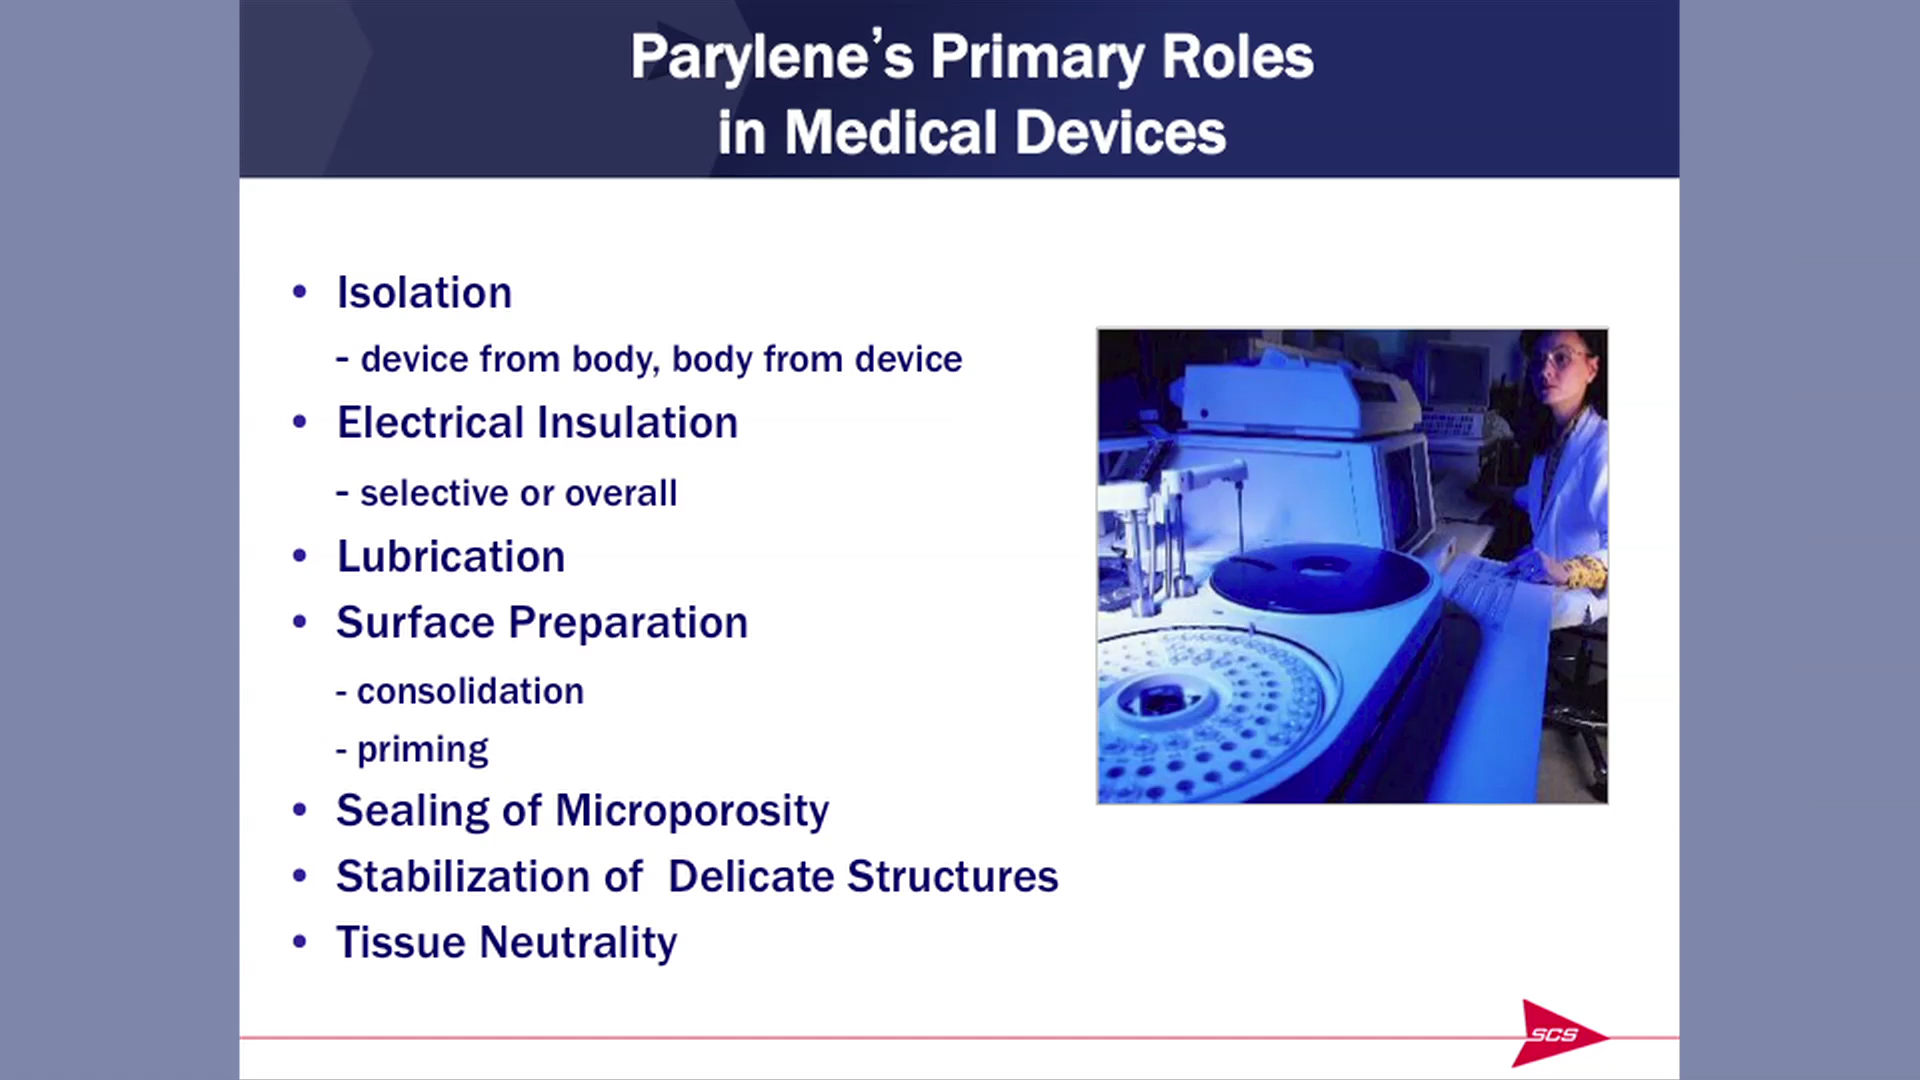 Parylene’s Primary Roles
in Medical Devices
• Isolation
- device from body, body from device
• Electrical Insulation
- selective or overall
• Lubrication
• Surface Preparation
- consolidation
- priming
• Sealing of Microporosity
• Stabilization of  Delicate Structures
• Tissue Neutrality
SCS